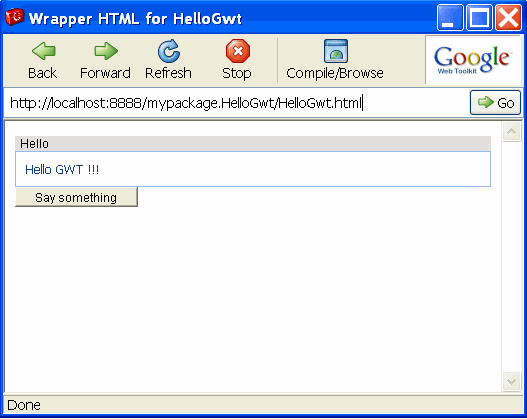 Wrapper HTML for HelloGwt
Back Forward Refresh Stop Compile/Browse
Google
Web Toolkit
http://localhost:8888/mypackage.HelloGwt/HelloGwt.html
Go
Hello
Hello GWT !!!
Say something
Done